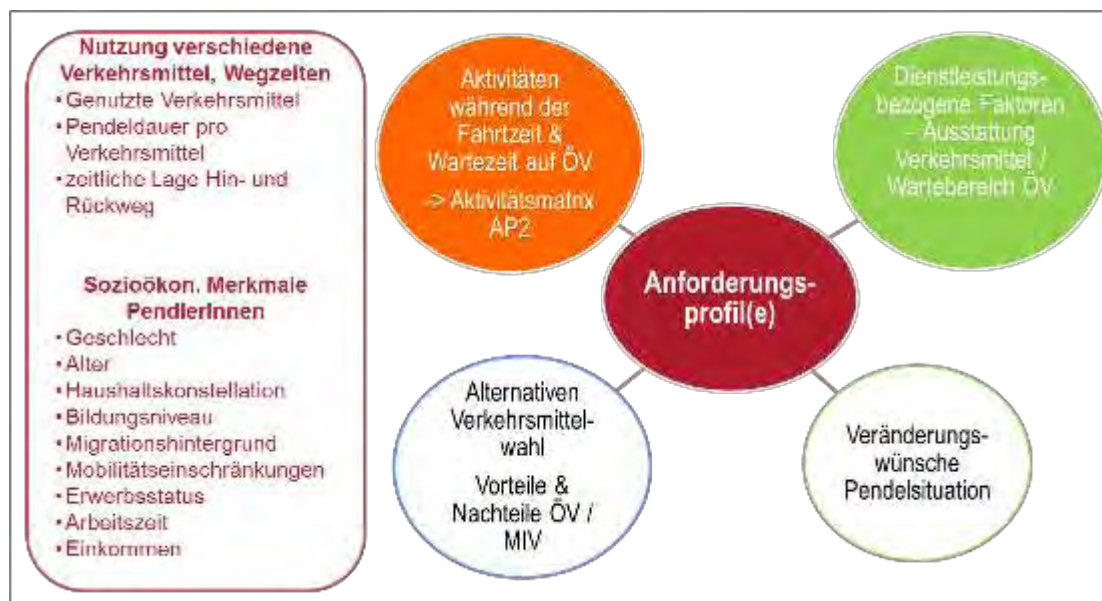 Nutzung verschiedene
Verkehrsmittel, Wegzeiten
• Genutzte Verkehrsmittel
• Pendeldauer pro
Verkehrsmittel
• zeitliche Lage Hin- und
Rückweg
Sozioökon. Merkmale
PendlerInnen
• Geschlecht
• Alter
• Haushaltskonstellation
• Bildungsniveau
• Migrationshintergrund
• Mobilitätseinschränkungen
• Erwerbsstatus
• Arbeitszeit
• Einkommen
Aktivitäten
während der
Fahrtzeit &
Wartezeit auf ÖV
-> Aktivitätsmatrix
AP2
Dienstleistungs-
bezogene Faktoren
– Ausstattung
Verkehrsmittel /
Wartebereich ÖV
Anforderungs-
profil(e)
Alternativen
Verkehrsmittel-
wahl
Vorteile &
Nachteile ÖV /
MIV
Veränderungs-
wünsche
Pendelsituation